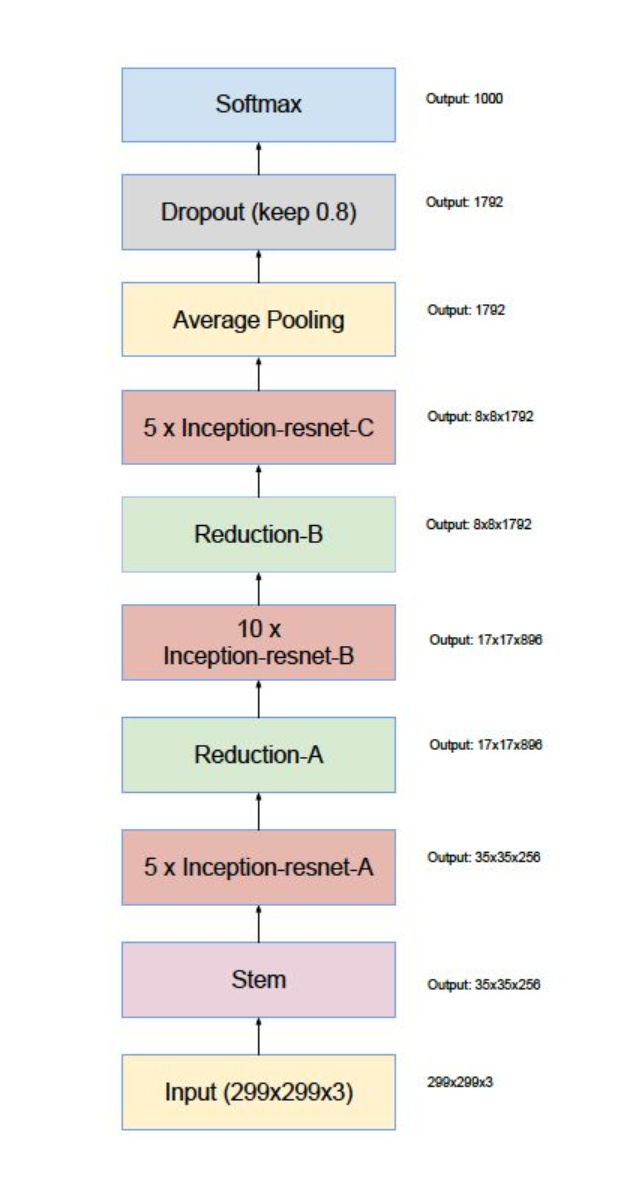 Softmax
Output: 1000
Dropout (keep 0.8)
Output: 1792
Average Pooling
Output: 1792
5 x Inception-resnet-C
Output: 8x8x1792
Reduction-B
Output: 8x8x1792
10 x
Inception-resnet-B
Output: 17x17x896
Reduction-A
Output: 17x17x896
5 x Inception-resnet-A
Output: 35x35x256
Stem
Output: 35x35x256
Input (299x299x3)
299x299x3